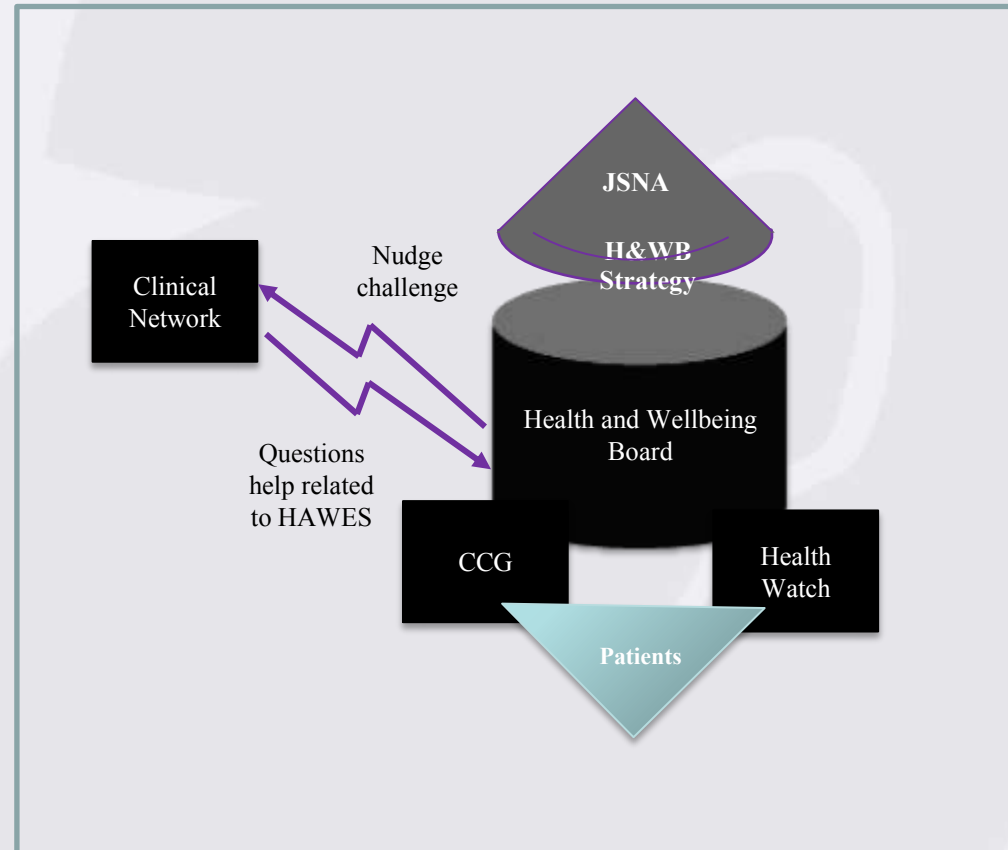 JSNA
H&WB
Strategy
Nudge
challenge
Clinical
Network
Health and Wellbeing
Board
Questions
help related
to HAWES
CCG
Health
Watch
Patients